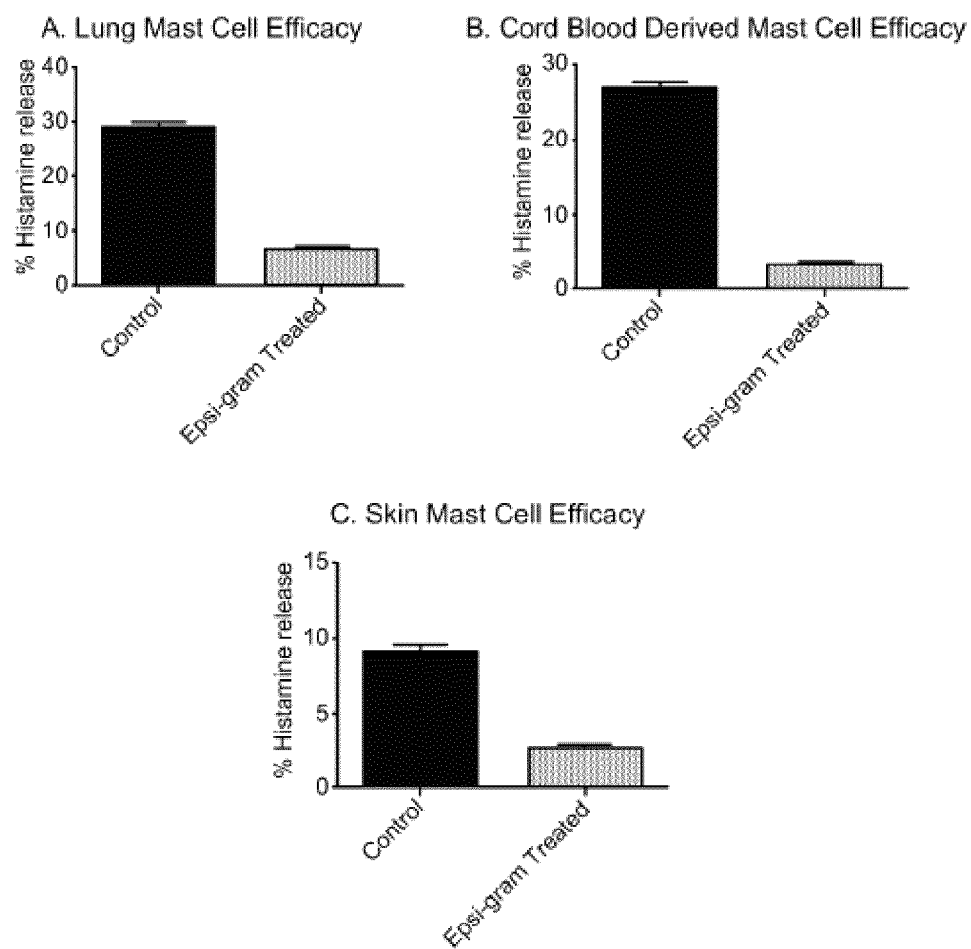 A. Lung Mast Cell Efficacy
% Histamine release
40
30
20
10
0
Control
Epsi-gram Treated
B. Cord Blood Derived Mast Cell Efficacy
% Histamine release
30
20
10
0
Control
Epsi-gram Treated
C. Skin Mast Cell Efficacy
% Histamine release
15
10
5
0
Control
Epsi-gram Treated